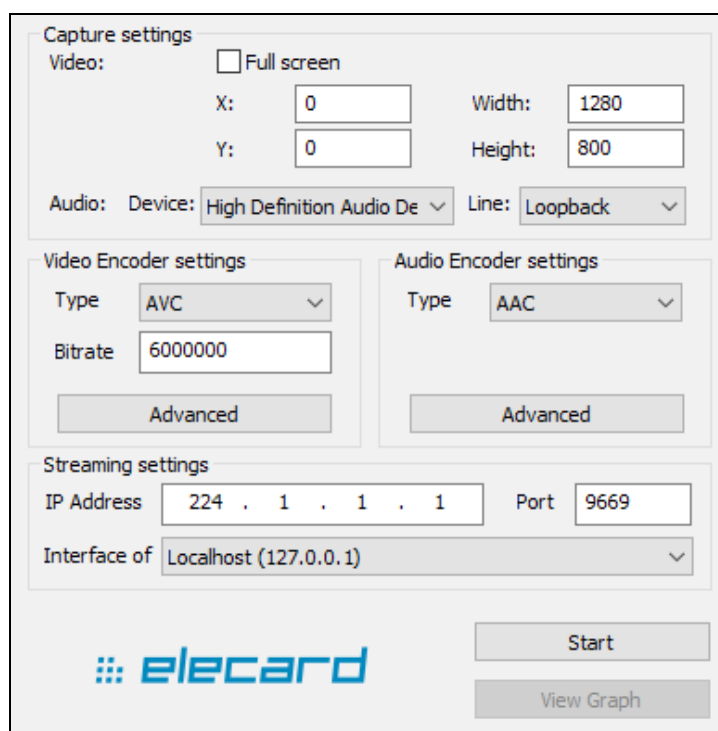 Capture settings
Video: Full screen
X: 0 Width: 1280
Y: 0 Height: 800
Audio: Device: High Definition Audio De Line: Loopback
Video Encoder settings
Type AVC
Bitrate 6000000
Advanced
Audio Encoder settings
Type AAC
Advanced
Streaming settings
IP Address 224 . 1 . 1 . 1 Port 9669
Interface of Localhost (127.0.0.1)
elecard
Start
View Graph